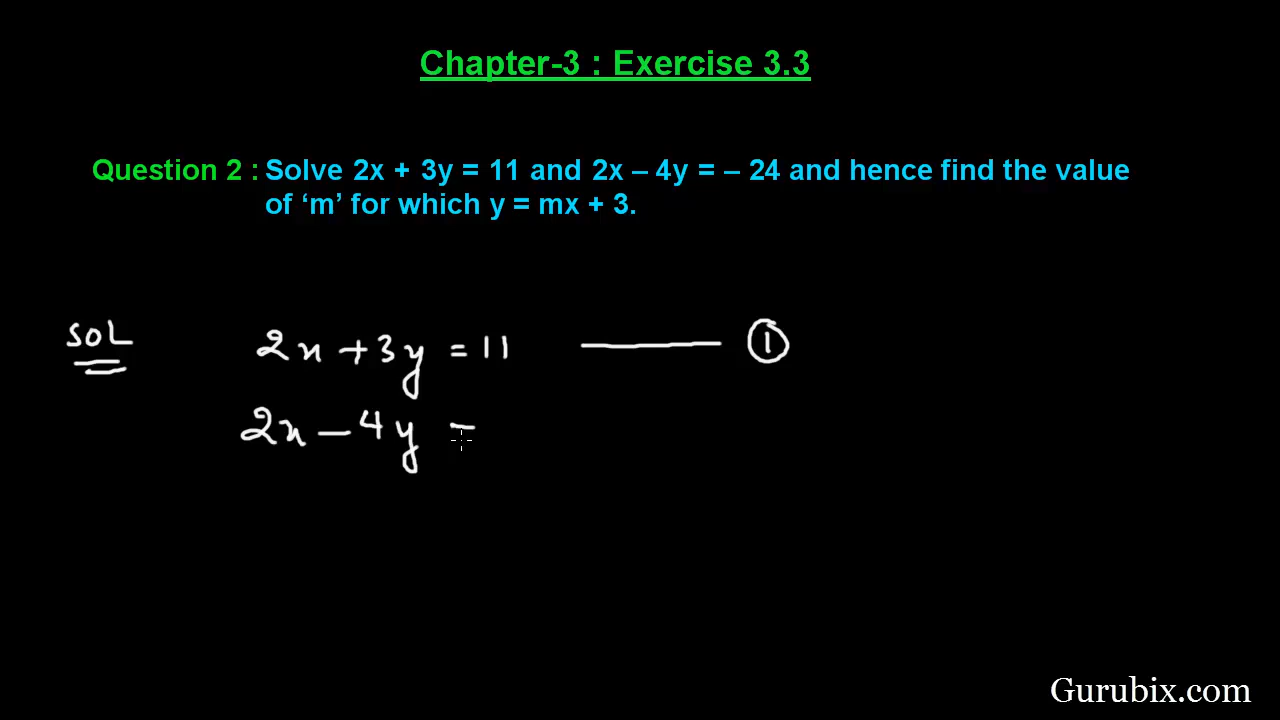 Chapter-3 : Exercise 3.3
Question 2 : Solve 2x + 3y = 11 and 2x – 4y = – 24 and hence find the value
of ‘m’ for which y = mx + 3.
SOL 2x + 3y = 11 ——— ①
2x – 4y =
Gurubix.com